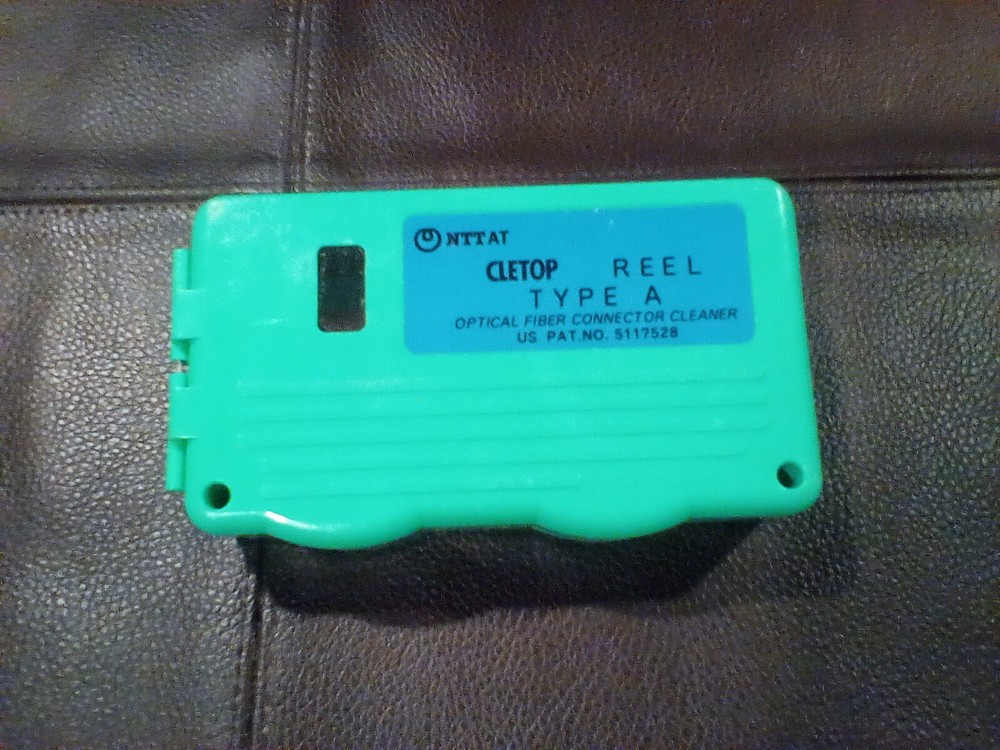 NTT AT
CLETOP REEL
TYPE A
OPTICAL FIBER CONNECTOR CLEANER
US PAT.NO. 5117528